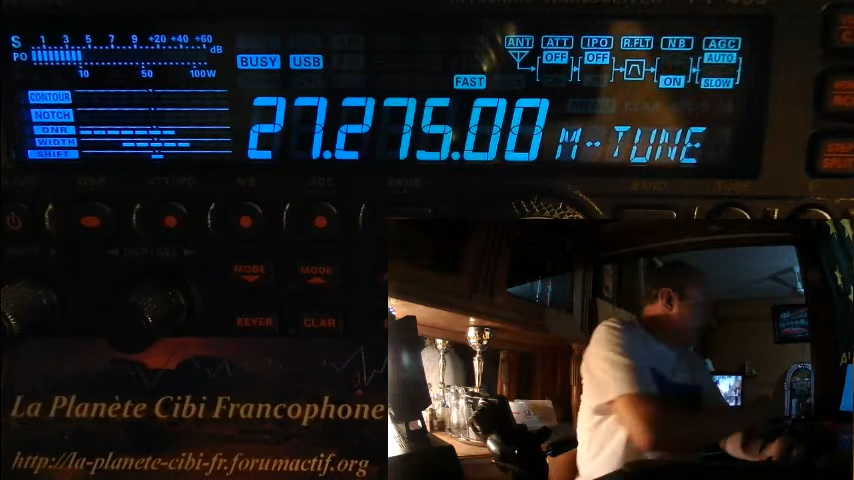 S 1 3 5 7 9 +20 +40 +60 dB
PO
10 50 100W
BUSY USB
ANT ATT IPO R.FLT NB AGC
OFF OFF AUTO
ON SLOW
FAST
CONTOUR
NOTCH
DNR
WIDTH
SHIFT
27.275.00 M-TUNE
MODE MODE
KEYER CLAR
La Planète Cibi Francophone
http://la-planete-cibi-fr.forumactif.org